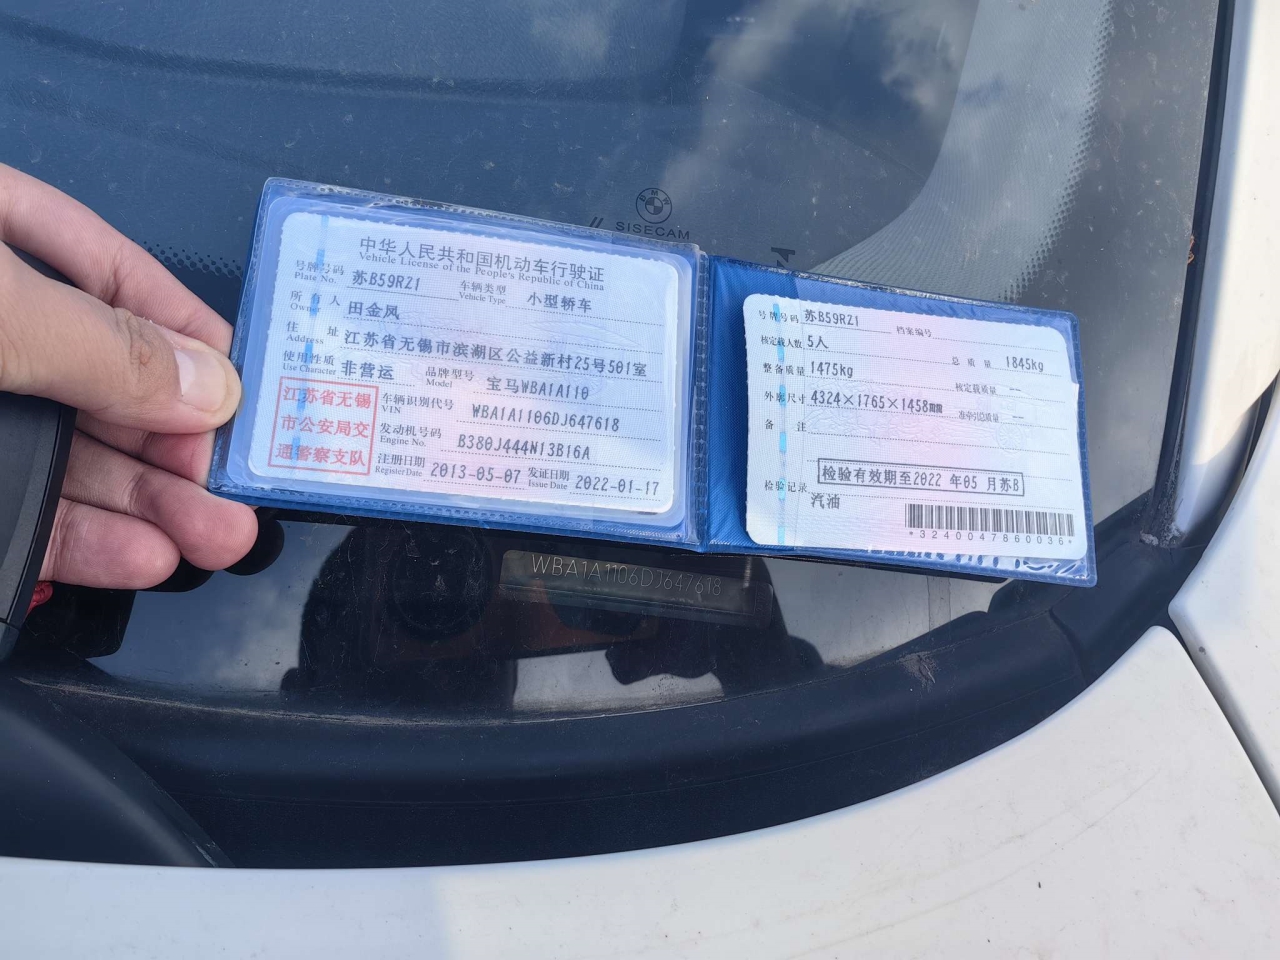 中华人民共和国机动车行驶证
Vehicle License of the People's Republic of China
号牌号码 苏B59RZ1 车辆类型 小型轿车
Plate No. Vehicle Type
所有人 田金凤
Owner
住址 江苏省无锡市滨湖区公益新村25号501室
Address
使用性质 非营运 品牌型号 宝马WBA1A110
Use Character Model
江苏省无锡
市公安局交
通警察支队
车辆识别代号 WBA1A1106DJ647618
VIN
发动机号码 B380J444N13B16A
Engine No.
注册日期 2013-05-07 发证日期 2022-01-17
Register Date Issue Date
号牌号码 苏B59RZ1 档案编号
核定载人数 5人 总质量 1845kg
整备质量 1475kg 核定载质量 --
外廓尺寸 4324×1765×1458mm 准牵引总质量 --
备注
检验有效期至2022 年05 月苏B
检验记录
汽油
*3240047860036*
BMW
SISECAM
WBA1A1106DJ647618